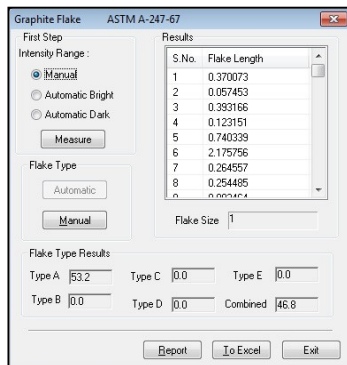 Graphite Flake ASTM A-247-67
First Step
Intensity Range :
Manual
Automatic Bright
Automatic Dark
Measure
Flake Type
Automatic
Manual
Results
S.No. Flake Length
1 0.370073
2 0.057453
3 0.393166
4 0.123151
5 0.740339
6 2.175756
7 0.264557
8 0.254485
Flake Size 1
Flake Type Results
Type A 53.2 Type C 0.0 Type E 0.0
Type B 0.0 Type D 0.0 Combined 46.8
Report To Excel Exit